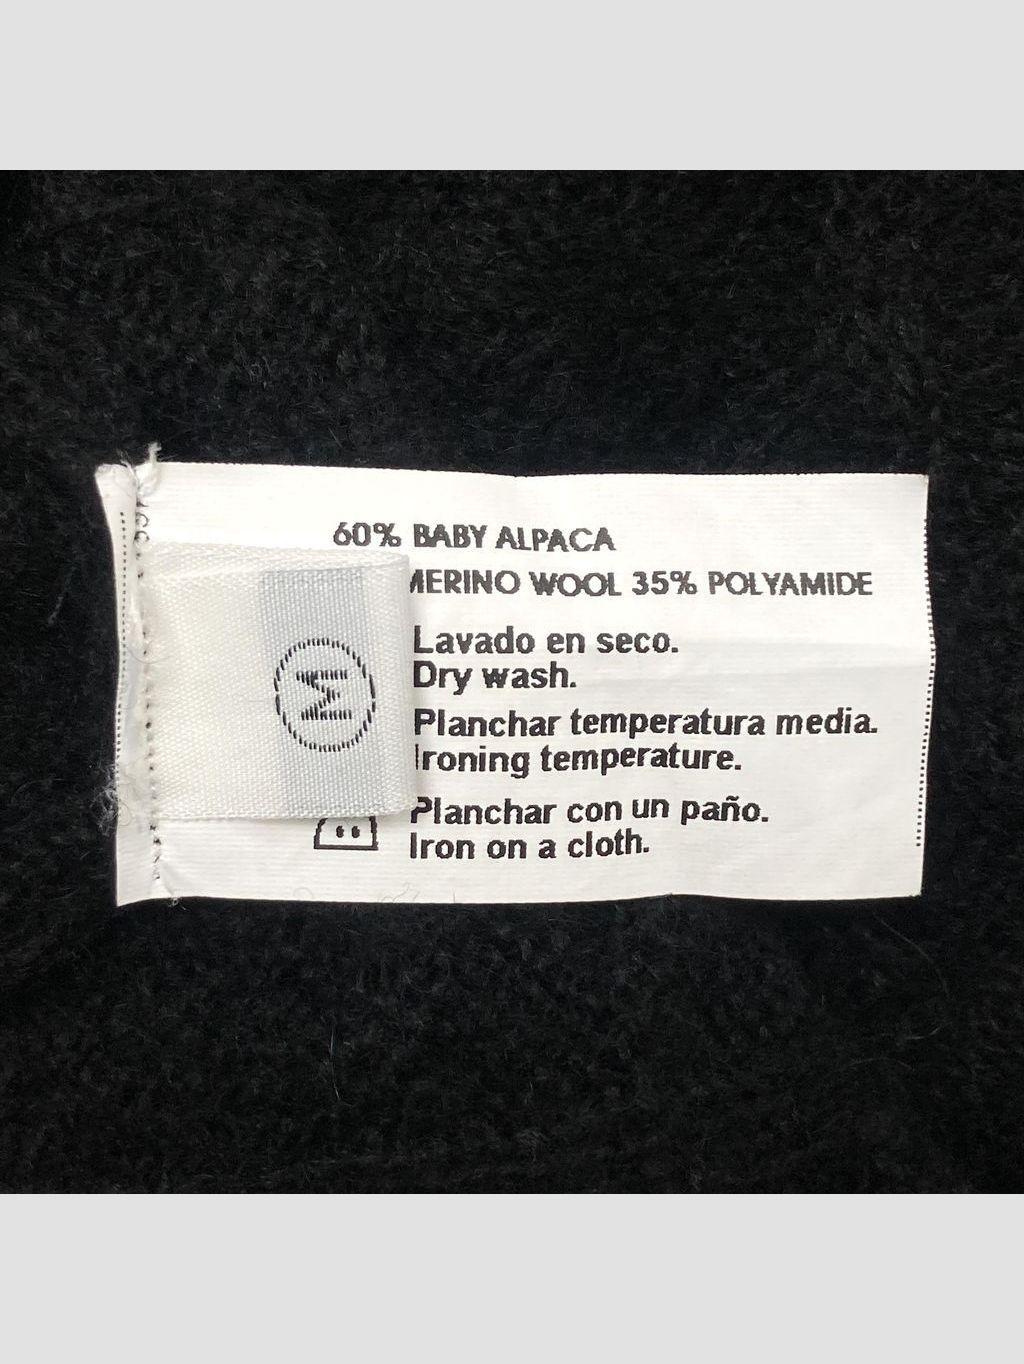 60% BABY ALPACA
MERINO WOOL 35% POLYAMIDE
Lavado en seco.
Dry wash.
M
Planchar temperatura media.
Ironing temperature.
Planchar con un paño.
Iron on a cloth.